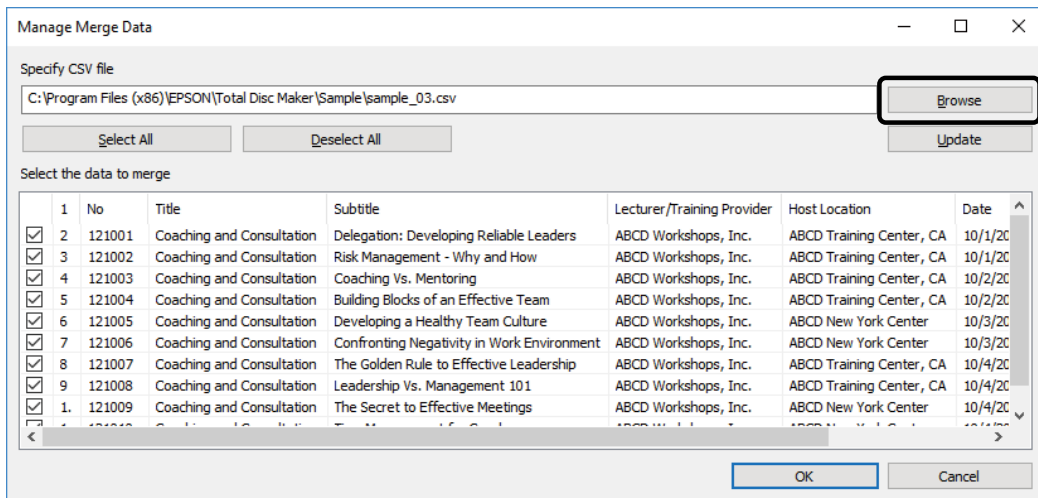 Manage Merge Data
Specify CSV file
C:\Program Files (x86)\EPSON\Total Disc Maker\Sample\sample_03.csv Browse
Select All Deselect All Update
Select the data to merge
1 No Title Subtitle Lecturer/Training Provider Host Location Date
2 121001 Coaching and Consultation Delegation: Developing Reliable Leaders ABCD Workshops, Inc. ABCD Training Center, CA 10/1/20
3 121002 Coaching and Consultation Risk Management - Why and How ABCD Workshops, Inc. ABCD Training Center, CA 10/1/20
4 121003 Coaching and Consultation Coaching Vs. Mentoring ABCD Workshops, Inc. ABCD Training Center, CA 10/2/20
5 121004 Coaching and Consultation Building Blocks of an Effective Team ABCD Workshops, Inc. ABCD Training Center, CA 10/2/20
6 121005 Coaching and Consultation Developing a Healthy Team Culture ABCD Workshops, Inc. ABCD New York Center 10/3/20
7 121006 Coaching and Consultation Confronting Negativity in Work Environment ABCD Workshops, Inc. ABCD New York Center 10/3/20
8 121007 Coaching and Consultation The Golden Rule to Effective Leadership ABCD Workshops, Inc. ABCD Training Center, CA 10/4/20
9 121008 Coaching and Consultation Leadership Vs. Management 101 ABCD Workshops, Inc. ABCD Training Center, CA 10/4/20
1. 121009 Coaching and Consultation The Secret to Effective Meetings ABCD Workshops, Inc. ABCD New York Center 10/4/20
OK Cancel